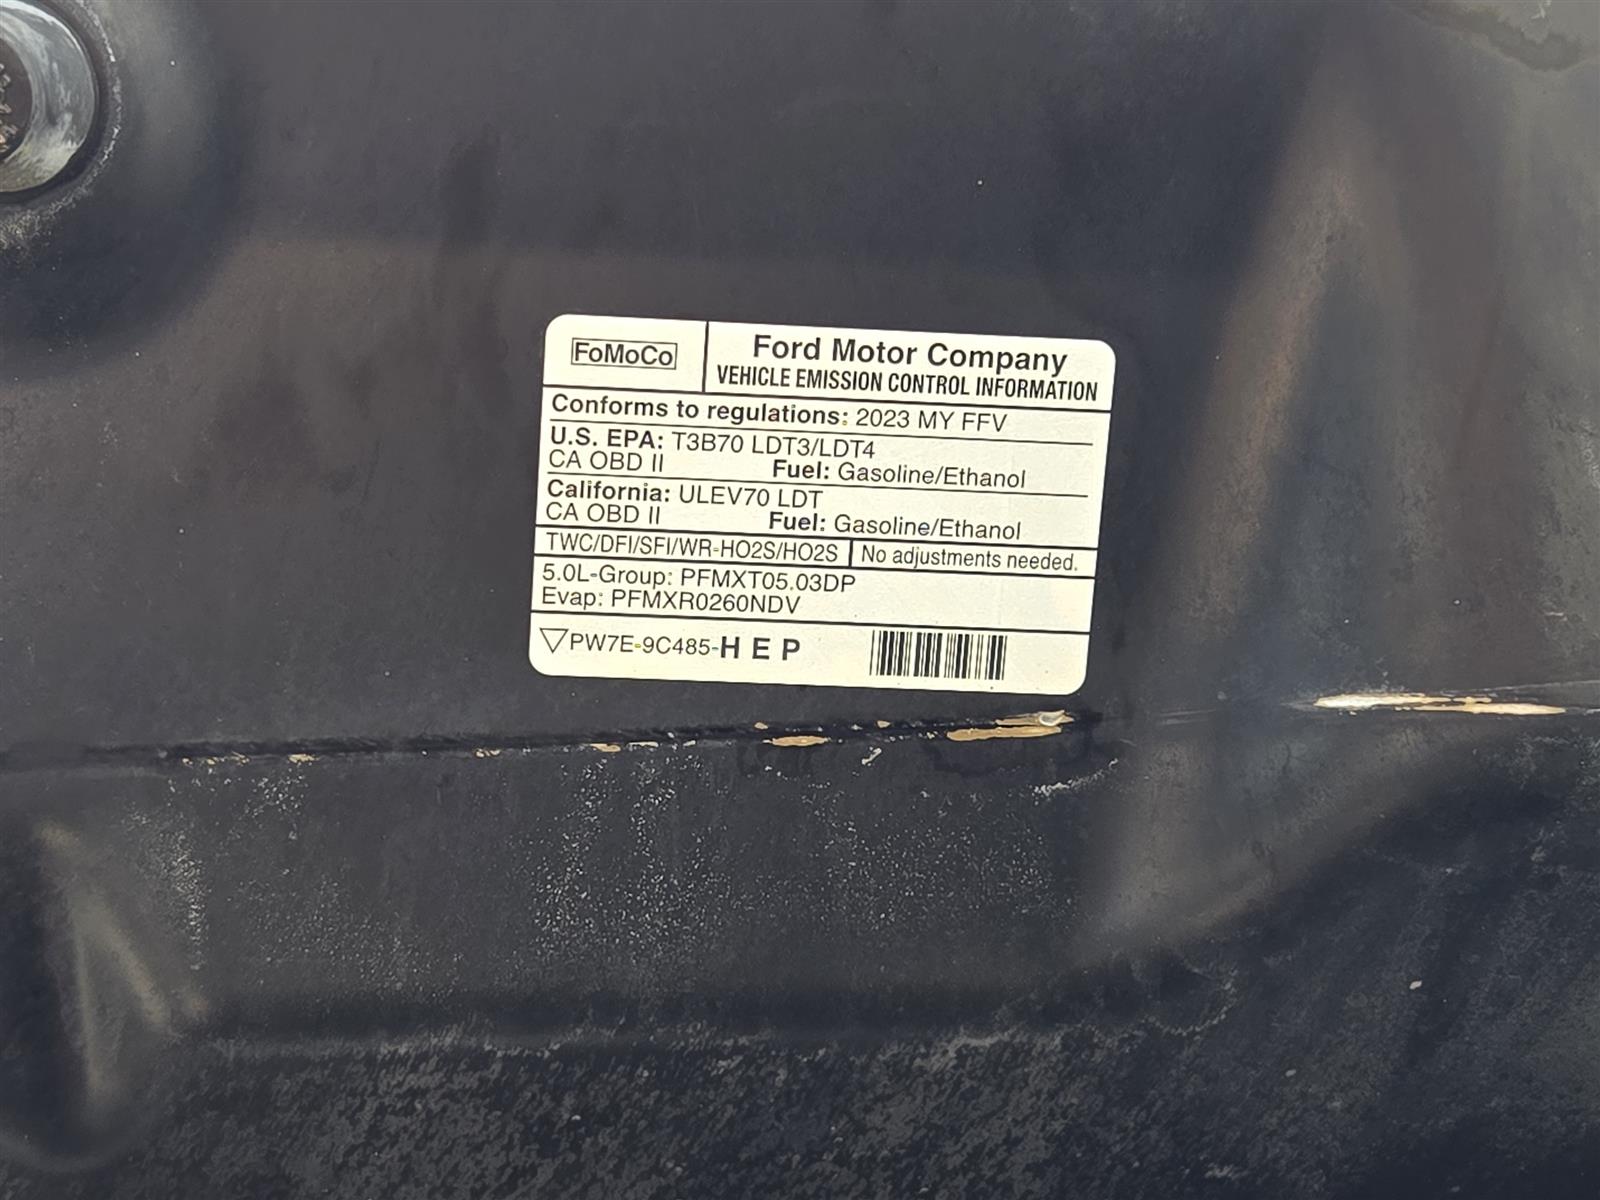 FoMoCo
Ford Motor Company
VEHICLE EMISSION CONTROL INFORMATION
Conforms to regulations: 2023 MY FFV
U.S. EPA: T3B70 LDT3/LDT4
CA OBD II Fuel: Gasoline/Ethanol
California: ULEV70 LDT
CA OBD II Fuel: Gasoline/Ethanol
TWC/DFI/SFI/WR-HO2S/HO2S No adjustments needed.
5.0L-Group: PFMXT05.03DP
Evap: PFMXR0260NDV
PW7E-9C485-HEP